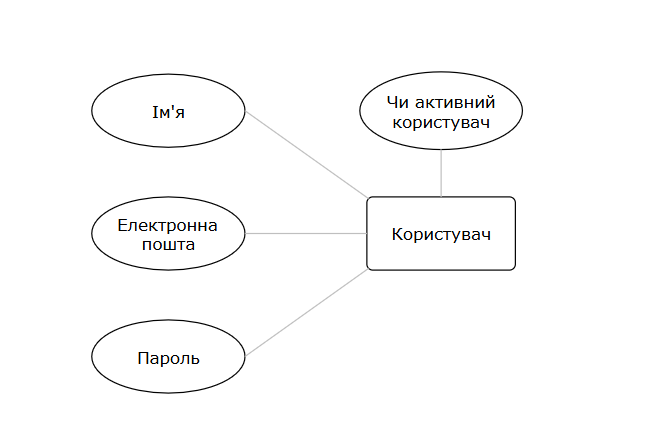 Ім'я
Чи активний
користувач
Електронна
пошта
Користувач
Пароль